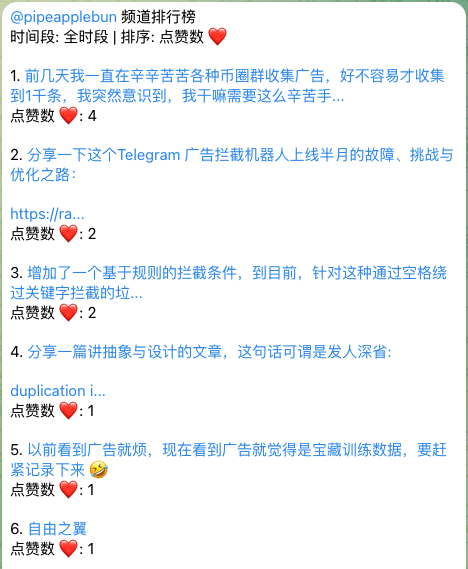 @pipeapplebun 频道排行榜
时间段: 全时段 | 排序: 点赞数 ❤️
1. 前几天我一直在辛辛苦苦各种币圈群收集广告，好不容易才收集
到1千条，我突然意识到，我干嘛需要这么辛苦手...
点赞数 ❤️: 4
2. 分享一下这个Telegram 广告拦截机器人上线半月的故障、挑战与
优化之路：
https://ra...
点赞数 ❤️: 2
3. 增加了一个基于规则的拦截条件，到目前，针对这种通过空格绕
过关键字拦截的垃...
点赞数 ❤️: 2
4. 分享一篇讲抽象与设计的文章，这句话可谓是发人深省:
duplication i...
点赞数 ❤️: 1
5. 以前看到广告就烦，现在看到广告就觉得是宝藏训练数据，要赶
紧记录下来 🤣
点赞数 ❤️: 1
6. 自由之翼
点赞数 ❤️: 1